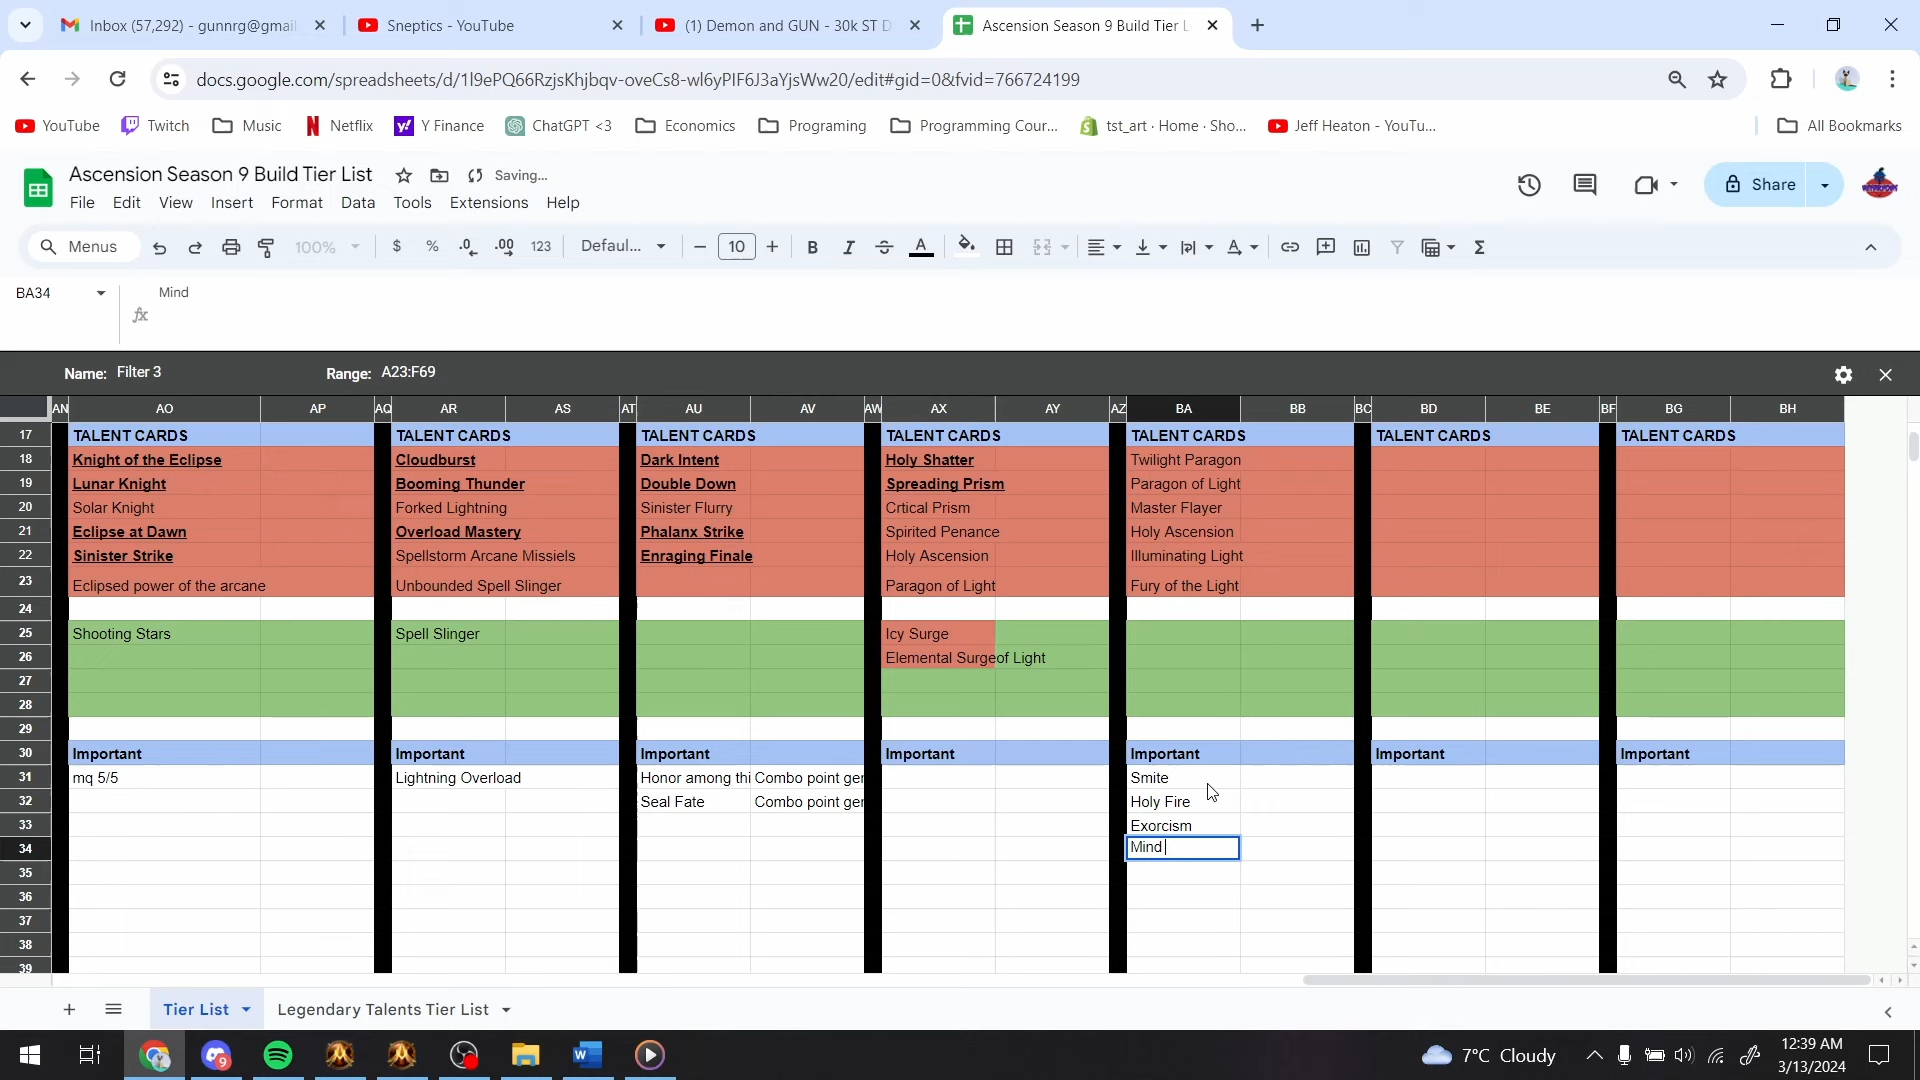 Inbox (57,292) - gunnrg@gmai
Sneptics - YouTube
(1) Demon and GUN - 30k ST D
Ascension Season 9 Build Tier L
docs.google.com/spreadsheets/d/1l9ePQ66RzjsKhjbqv-oveCs8-wl6yPIF6J3aYjsWw20/edit#gid=0&fvid=766724199
YouTube Twitch Music Netflix Y Finance ChatGPT <3 Economics Programing Programming Cour... tst_art · Home · Sho... Jeff Heaton - YouTu... All Bookmarks
Ascension Season 9 Build Tier List Saving...
File Edit View Insert Format Data Tools Extensions Help
Share
Menus 100% $ % .0 .00 123 Defaul... 10 B I S A
BA34 Mind
fx
Name: Filter 3 Range: A23:F69
AN AO AP AQ AR AS AT AU AV AW AX AY AZ BA BB BC BD BE BF BG BH
17 TALENT CARDS TALENT CARDS TALENT CARDS TALENT CARDS TALENT CARDS TALENT CARDS TALENT CARDS
18 Knight of the Eclipse Cloudburst Dark Intent Holy Shatter Twilight Paragon
19 Lunar Knight Booming Thunder Double Down Spreading Prism Paragon of Light
20 Solar Knight Forked Lightning Sinister Flurry Crtical Prism Master Flayer
21 Eclipse at Dawn Overload Mastery Phalanx Strike Spirited Penance Holy Ascension
22 Sinister Strike Spellstorm Arcane Missiels Enraging Finale Holy Ascension Illuminating Light
23 Eclipsed power of the arcane Unbounded Spell Slinger Paragon of Light Fury of the Light
24
25 Shooting Stars Spell Slinger Icy Surge
26 Elemental Surgeof Light
27
28
29
30 Important Important Important Important Important Important Important
31 mq 5/5 Lightning Overload Honor among thi Combo point ger Smite
32 Seal Fate Combo point ger Holy Fire
33 Exorcism
34 Mind
35
36
37
38
39
Tier List Legendary Talents Tier List
7°C Cloudy
12:39 AM
3/13/2024